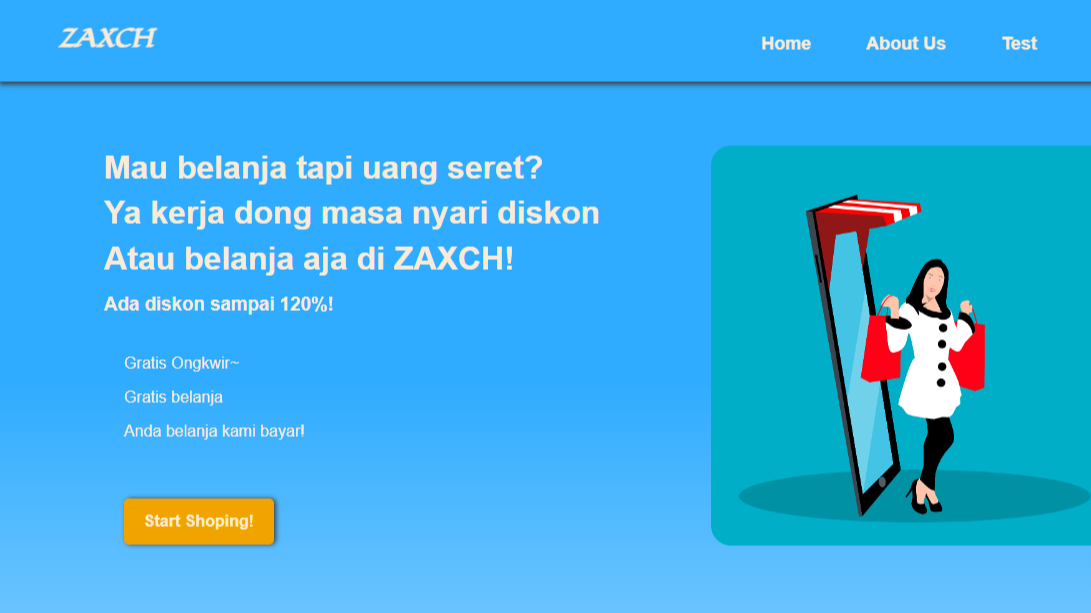 ZAXCH
Home
About Us
Test
Mau belanja tapi uang seret?
Ya kerja dong masa nyari diskon
Atau belanja aja di ZAXCH!
Ada diskon sampai 120%!
Gratis Ongkwir~
Gratis belanja
Anda belanja kami bayar!
Start Shoping!